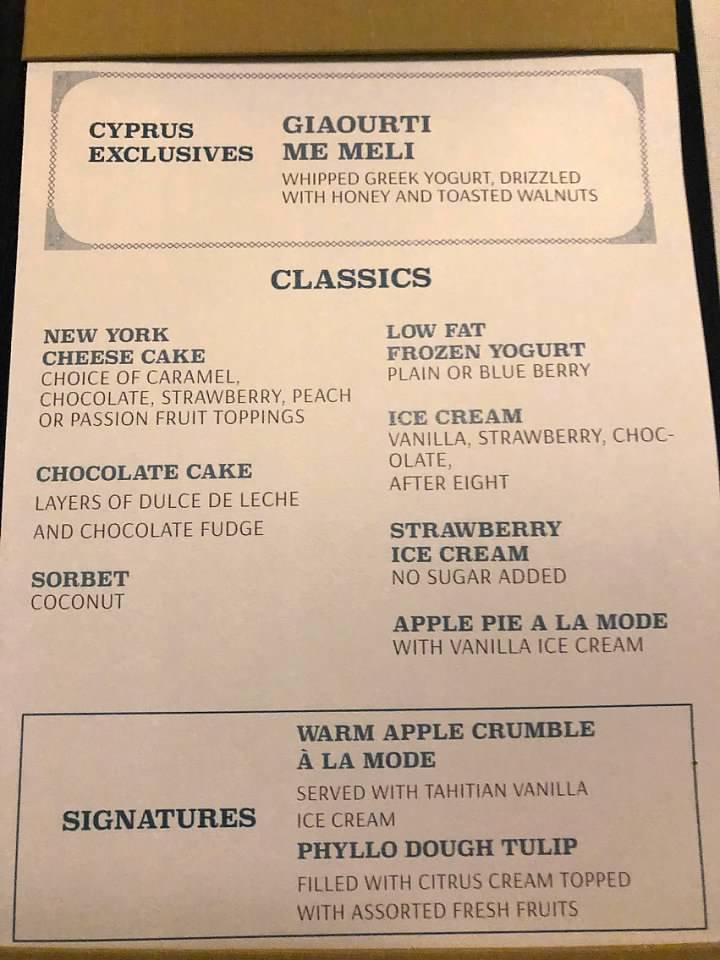 CYPRUS
EXCLUSIVES
GIAOURTI
ME MELI
WHIPPED GREEK YOGURT, DRIZZLED
WITH HONEY AND TOASTED WALNUTS
CLASSICS
NEW YORK
CHEESE CAKE
CHOICE OF CARAMEL,
CHOCOLATE, STRAWBERRY, PEACH
OR PASSION FRUIT TOPPINGS
CHOCOLATE CAKE
LAYERS OF DULCE DE LECHE
AND CHOCOLATE FUDGE
SORBET
COCONUT
LOW FAT
FROZEN YOGURT
PLAIN OR BLUE BERRY
ICE CREAM
VANILLA, STRAWBERRY, CHOC-
OLATE,
AFTER EIGHT
STRAWBERRY
ICE CREAM
NO SUGAR ADDED
APPLE PIE A LA MODE
WITH VANILLA ICE CREAM
SIGNATURES
WARM APPLE CRUMBLE
À LA MODE
SERVED WITH TAHITIAN VANILLA
ICE CREAM
PHYLLO DOUGH TULIP
FILLED WITH CITRUS CREAM TOPPED
WITH ASSORTED FRESH FRUITS